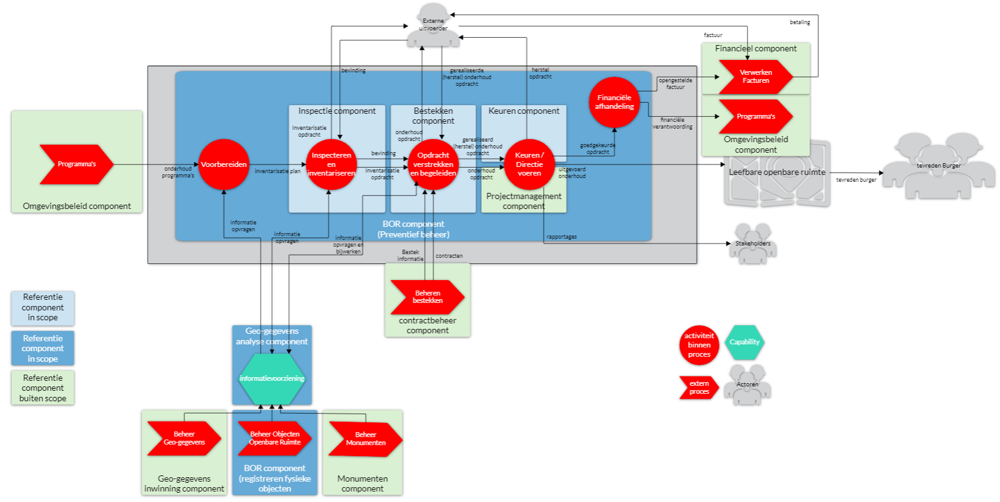 Externe
uitvoerder
betaling
factuur
Financieel component
Verwerken
Facturen
bevinding
gerealiseerde
(herstel) onderhoud
opdracht
herstel
opdracht
opengestelde
factuur
Financiële
afhandeling
Programma's
financiële
verantwoording
Omgevingsbeleid
component
Inspectie component
Bestekken
component
Keuren component
Inventarisatie
opdracht
onderhoud
opdracht
gerealiseerd
(herstel) onderhoud
opdracht
goedgekeurde
opdracht
Programma's
Omgevingsbeleid component
onderhoud
programma's
Voorbereiden
inventarisatie plan
Inspecteren
en
inventariseren
bevinding
inventarisatie
opdracht
Opdracht
verstrekken
en begeleiden
onderhoud
opdracht
Keuren /
Directie
voeren
uitgevoerd
onderhoud
Projectmanagement
component
Leefbare openbare ruimte
tevreden burger
tevreden Burger
BOR component
(Preventief beheer)
informatie
opvragen
informatie
opvragen
informatie
opvragen en
bijwerken
rapportages
Stakeholders
Bestek
informatie
contracten
Beheren
bestekken
contractbeheer
component
Referentie
component
in scope
Referentie
component
in scope
Referentie
component
buiten scope
Geo-gegevens
analyse component
informatievoorziening
activiteit
binnen
proces
Capability
extern
proces
Actoren
Beheer
Geo-gegevens
Geo-gegevens
inwinning component
Beheer Objecten
Openbare Ruimte
BOR component
(registreren fysieke
objecten
Beheer
Monumenten
Monumenten
component